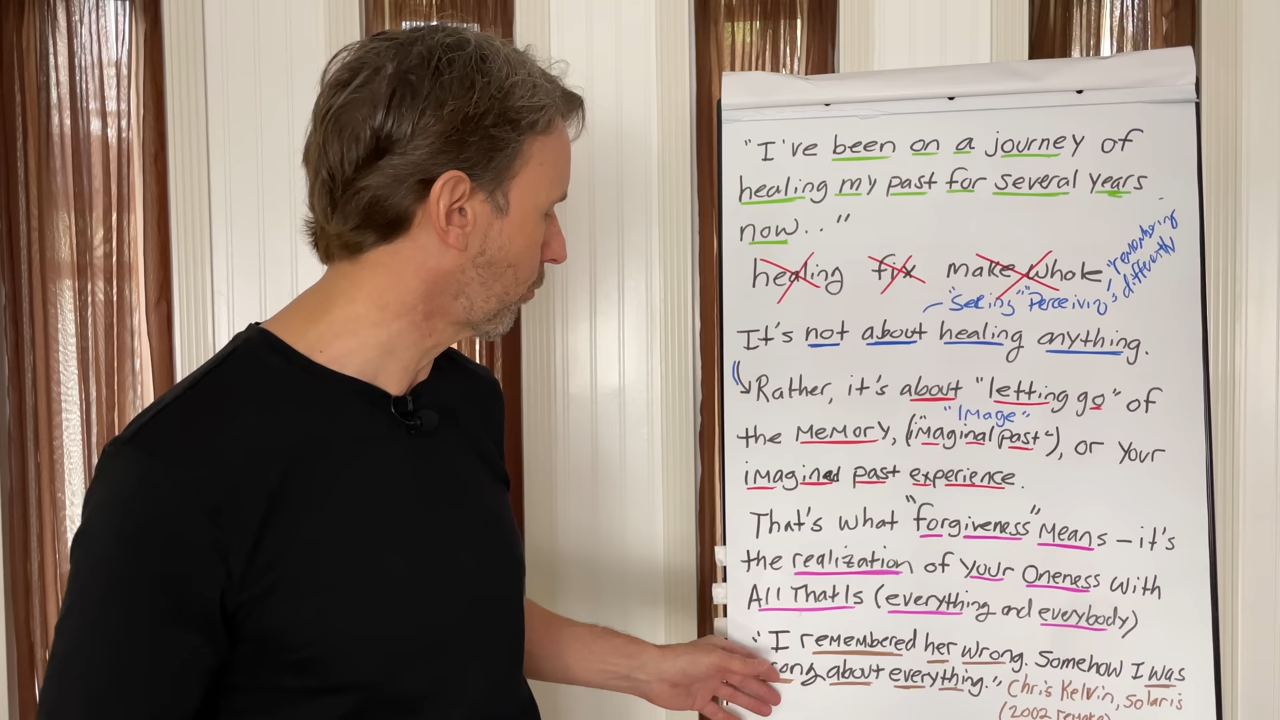 "I've been on a journey of
healing my past for several years
now.."
healing fix make whole, "remembering
differently
"Seeing" "Perceiving"
It's not about healing anything.
Rather, it's about "letting go" of
"Image"
the memory, ("imaginal past"), or your
imagined past experience.
That's what "forgiveness" means – it's
the realization of your Oneness with
All That Is (everything and everybody)
"I remembered her wrong. Somehow I was
about everything."
Chris Kelvin, Solaris
(2002 remake)